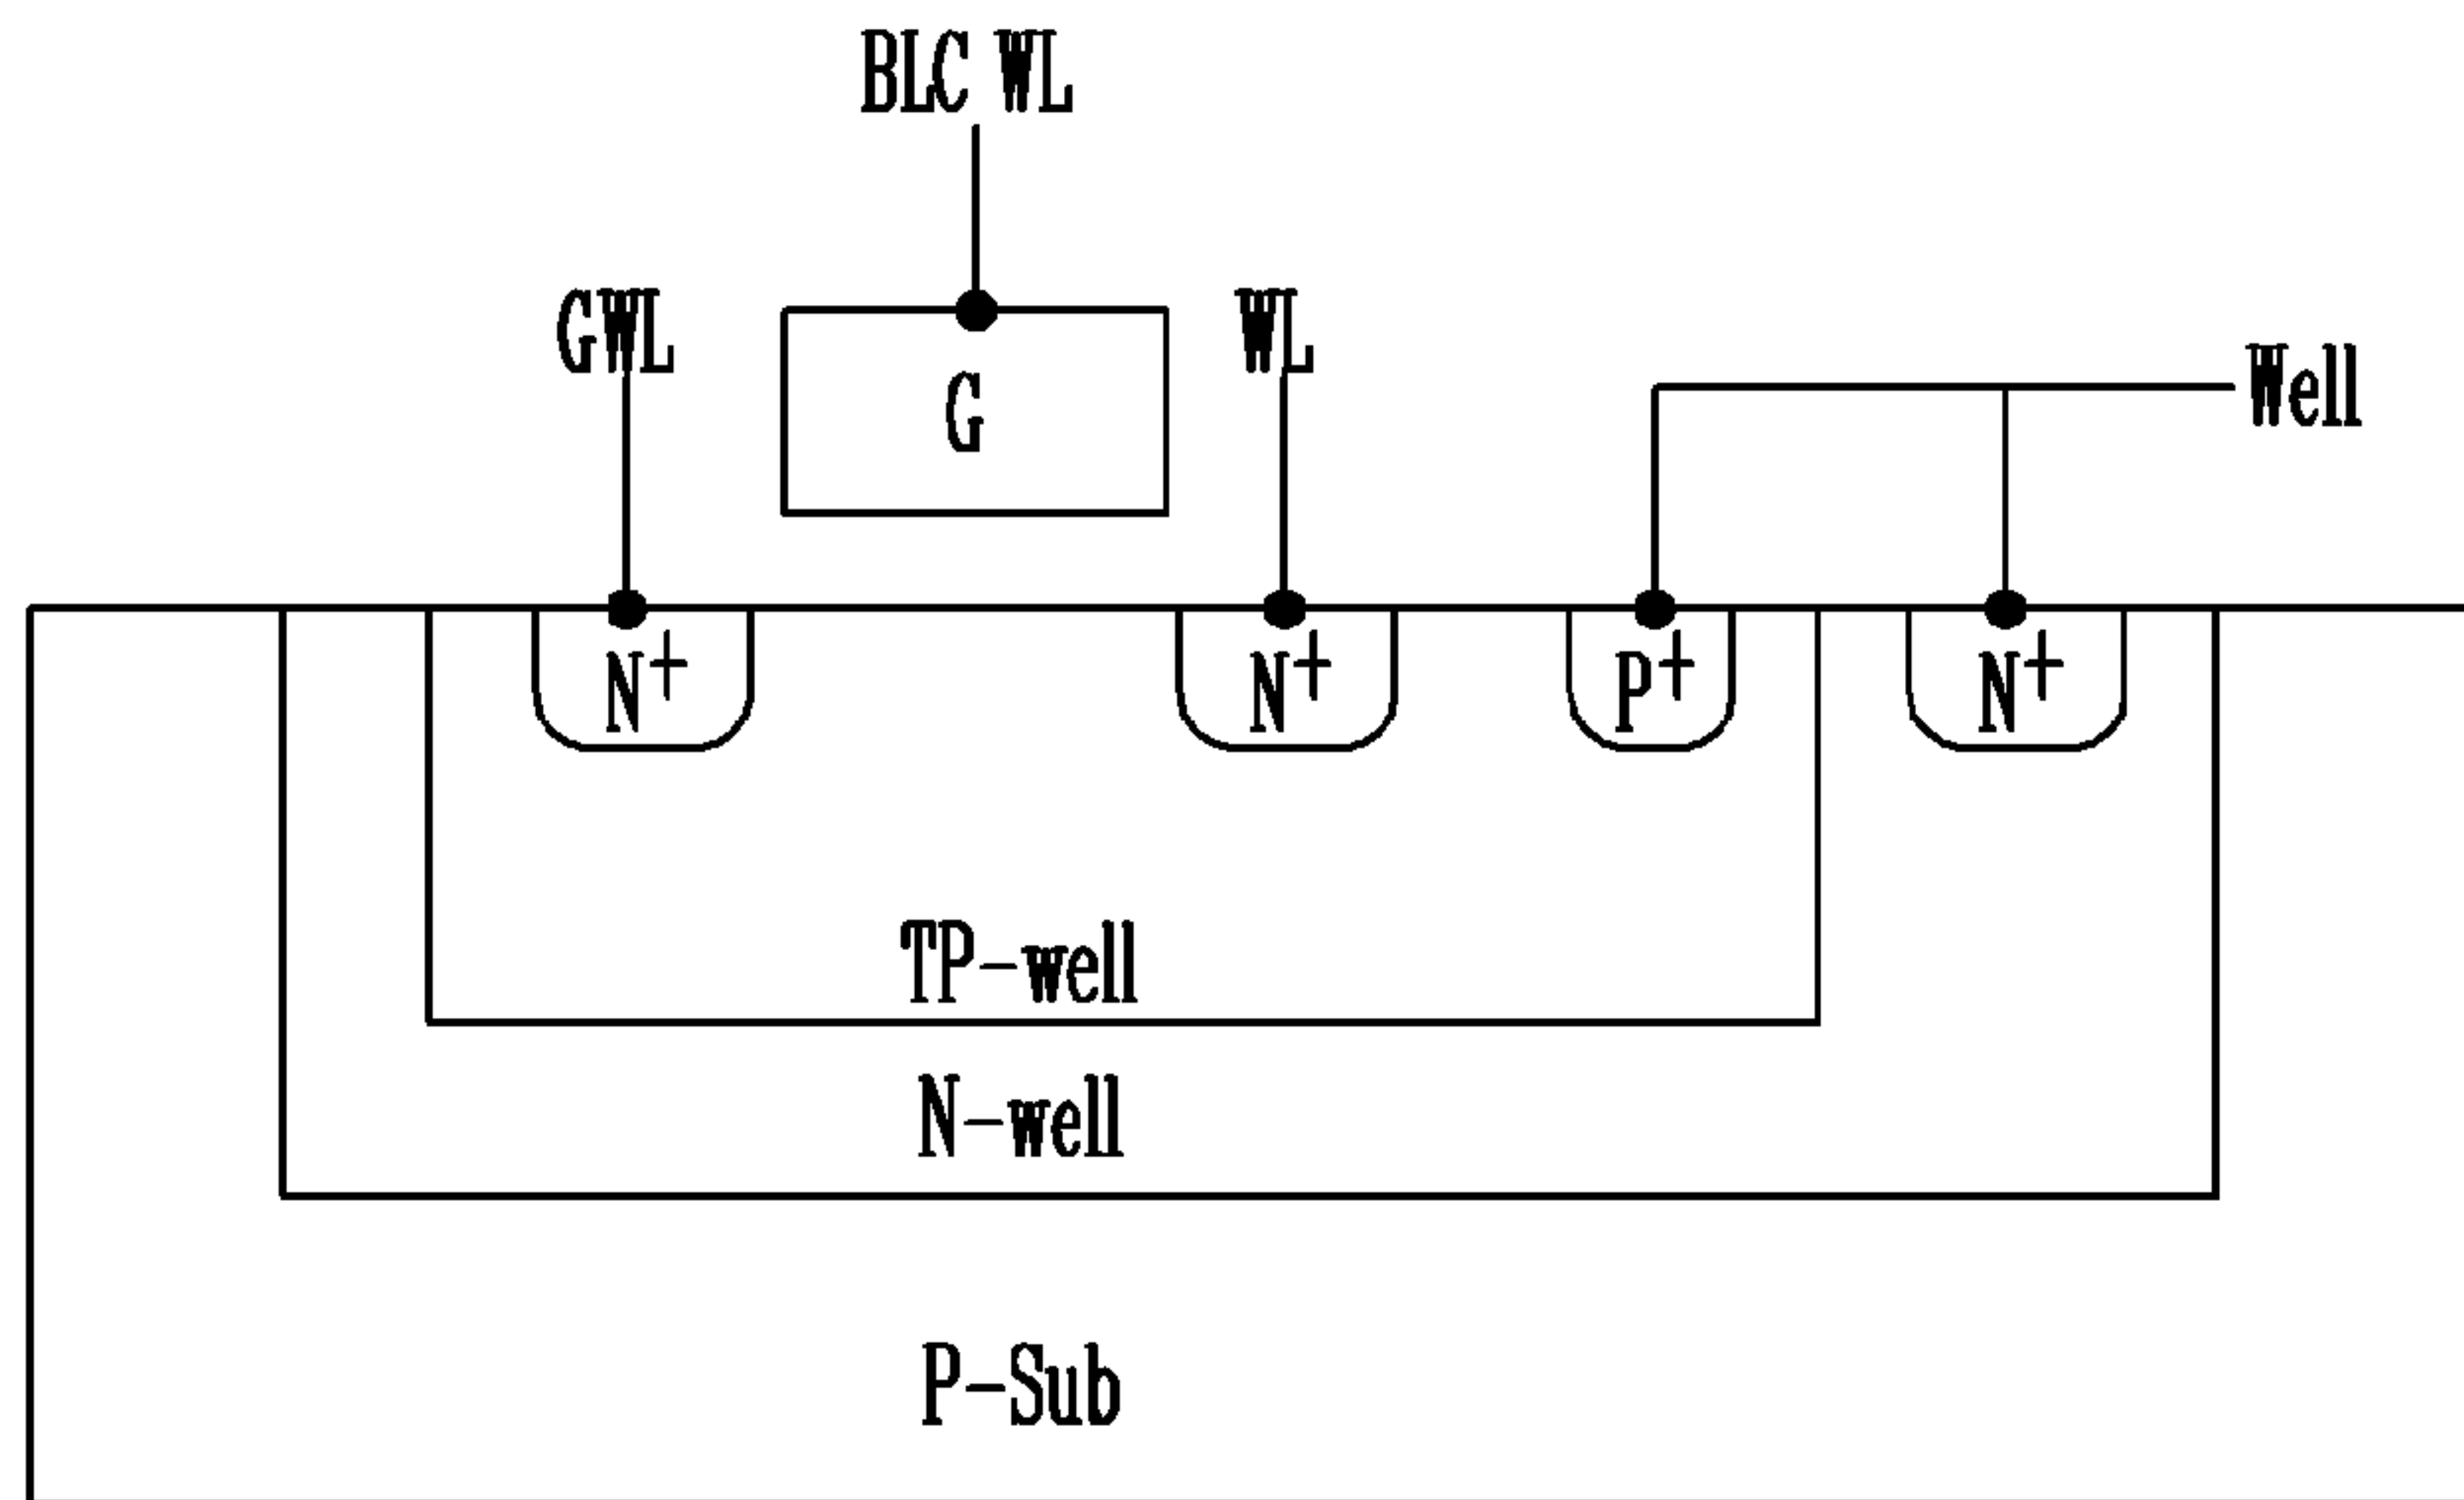 BLC WL
GWL
G
WL
Well
N+
N+
P+
N+
TP-well
N-well
P-Sub